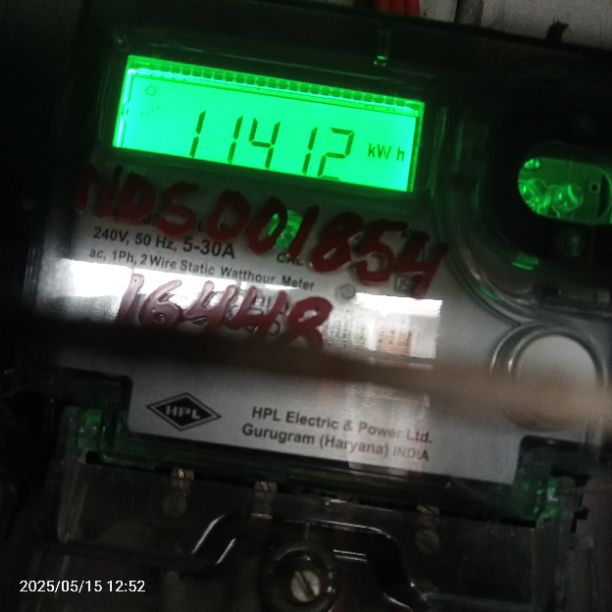 11412 kWh
NDS001854
240V, 50 Hz, 5-30A
ac, 1Ph, 2 Wire Static Watthour Meter
16448
HPL
HPL Electric & Power Ltd.
Gurugram (Haryana) INDIA
2025/05/15 12:52